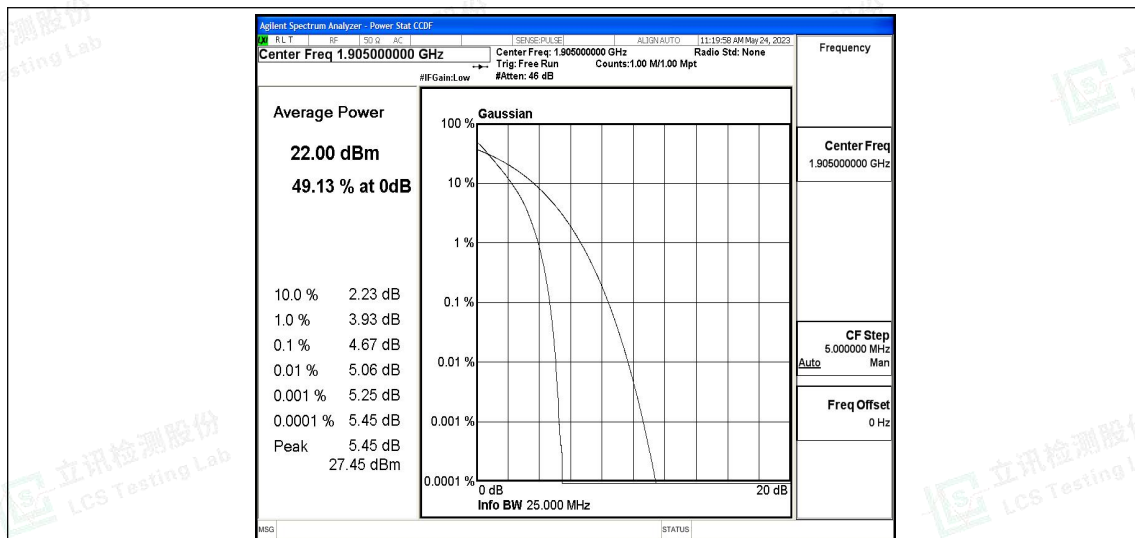 Agilent Spectrum Analyzer - Power Stat CCDF
RLT RF 50 Ω AC SENSE:PULSE ALIGN AUTO 11:19:58 AM May 24, 2023
Center Freq 1.905000000 GHz
Center Freq: 1.905000000 GHz Radio Std: None
Trig: Free Run Counts:1.00 M/1.00 Mpt
#IFGain:Low #Atten: 46 dB
Frequency
Average Power
22.00 dBm
49.13 % at 0dB
10.0 % 2.23 dB
1.0 % 3.93 dB
0.1 % 4.67 dB
0.01 % 5.06 dB
0.001 % 5.25 dB
0.0001 % 5.45 dB
Peak 5.45 dB
27.45 dBm
Gaussian
100 %
10 %
1 %
0.1 %
0.01 %
0.001 %
0.0001 %
0 dB 20 dB
Info BW 25.000 MHz
Center Freq
1.905000000 GHz
CF Step
5.000000 MHz
Auto Man
Freq Offset
0 Hz
MSG STATUS
立讯检测股份
LCS Testing Lab
立讯检测股份
LCS Testing L